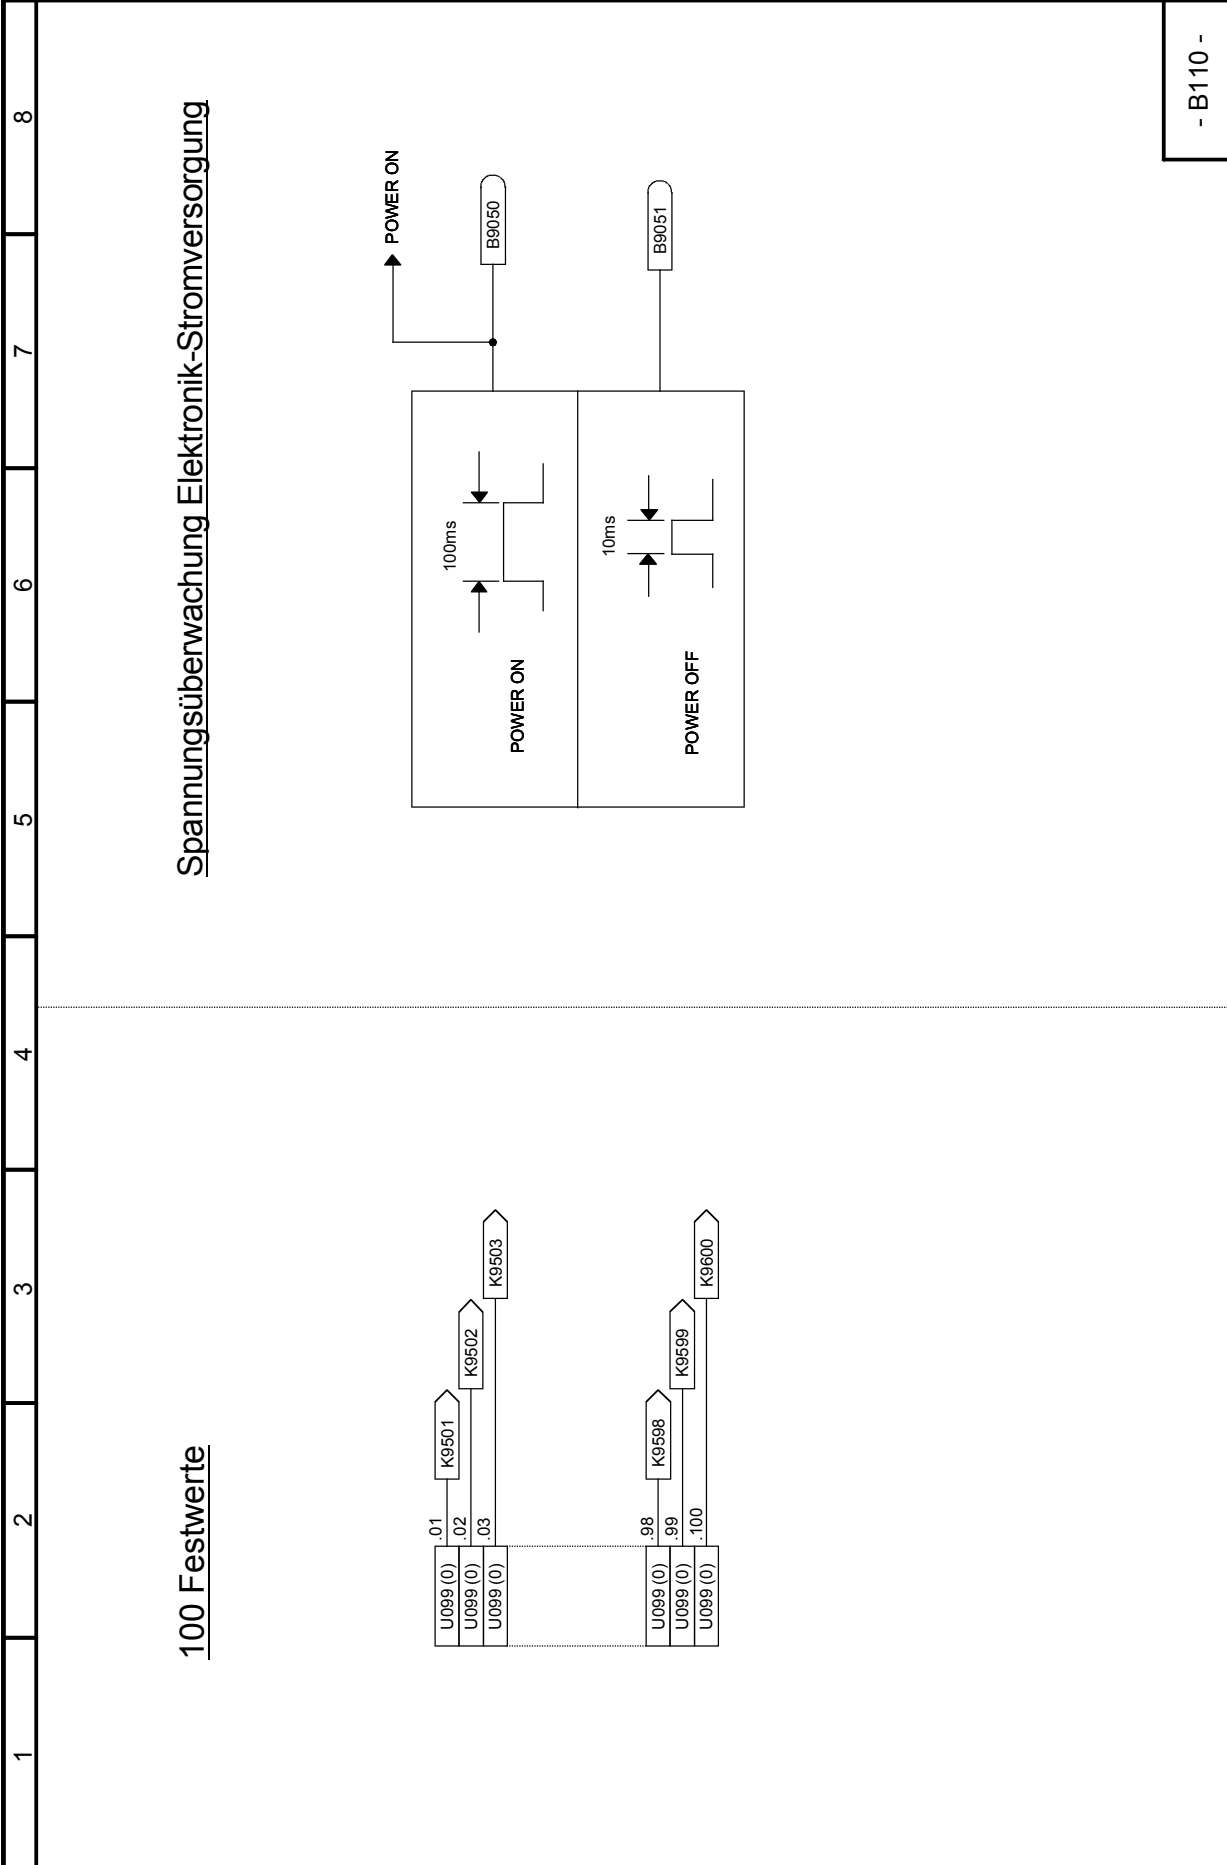 100 Festwerte
U099 (0) .01 K9501
U099 (0) .02 K9502
U099 (0) .03 K9503
U099 (0) .98 K9598
U099 (0) .99 K9599
U099 (0) .100 K9600
Spannungsüberwachung Elektronik-Stromversorgung
POWER ON
100ms
POWER ON
B9050
10ms
POWER OFF
B9051
1 2 3 4 5 6 7 8
- B110 -